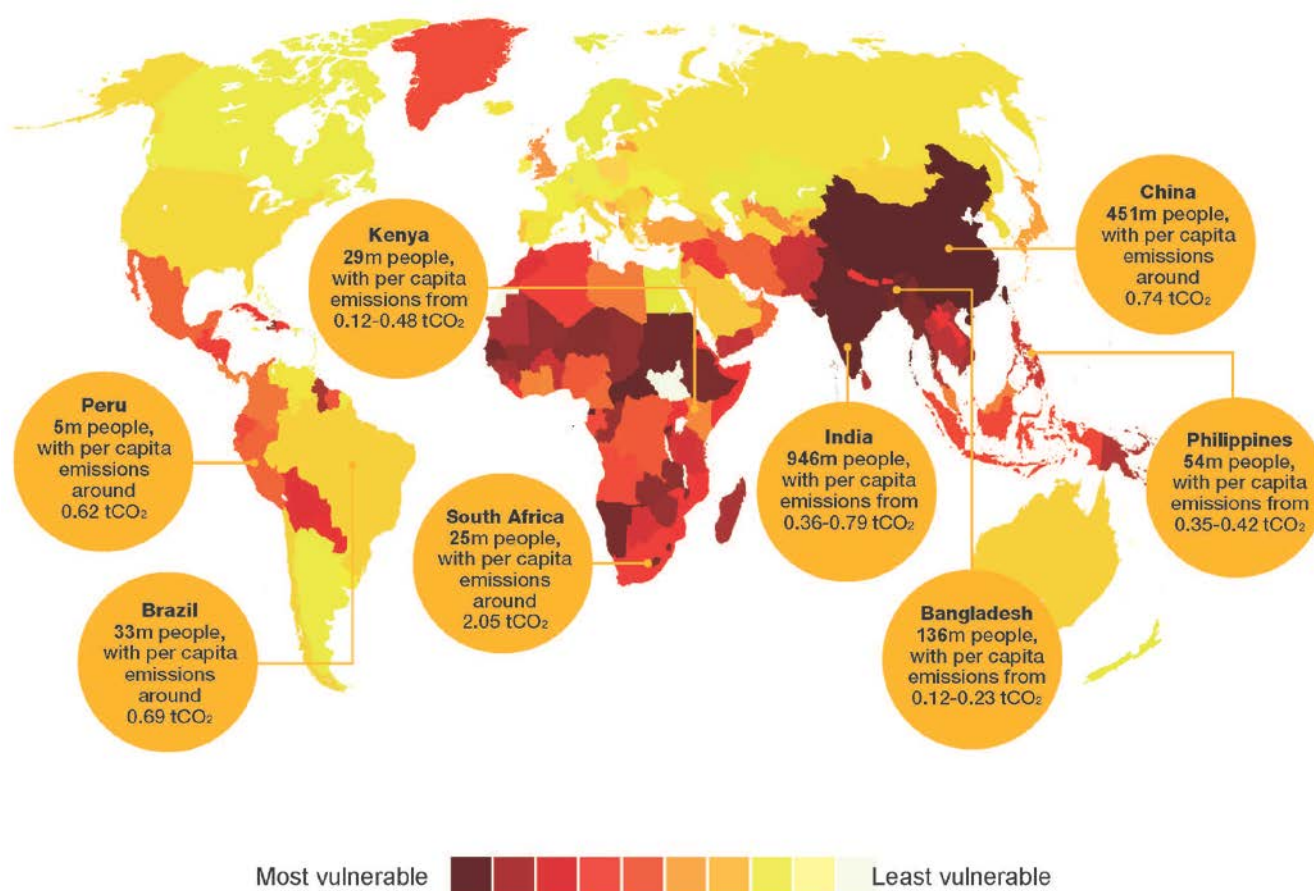 China
451m people,
with per capita
emissions
around
0.74 tCO₂
Kenya
29m people,
with per capita
emissions from
0.12-0.48 tCO₂
Peru
5m people,
with per capita
emissions
around
0.62 tCO₂
India
946m people,
with per capita
emissions from
0.36-0.79 tCO₂
Philippines
54m people,
with per capita
emissions from
0.35-0.42 tCO₂
South Africa
25m people,
with per capita
emissions
around
2.05 tCO₂
Brazil
33m people,
with per capita
emissions
around
0.69 tCO₂
Bangladesh
136m people,
with per capita
emissions from
0.12-0.23 tCO₂
Most vulnerable
Least vulnerable